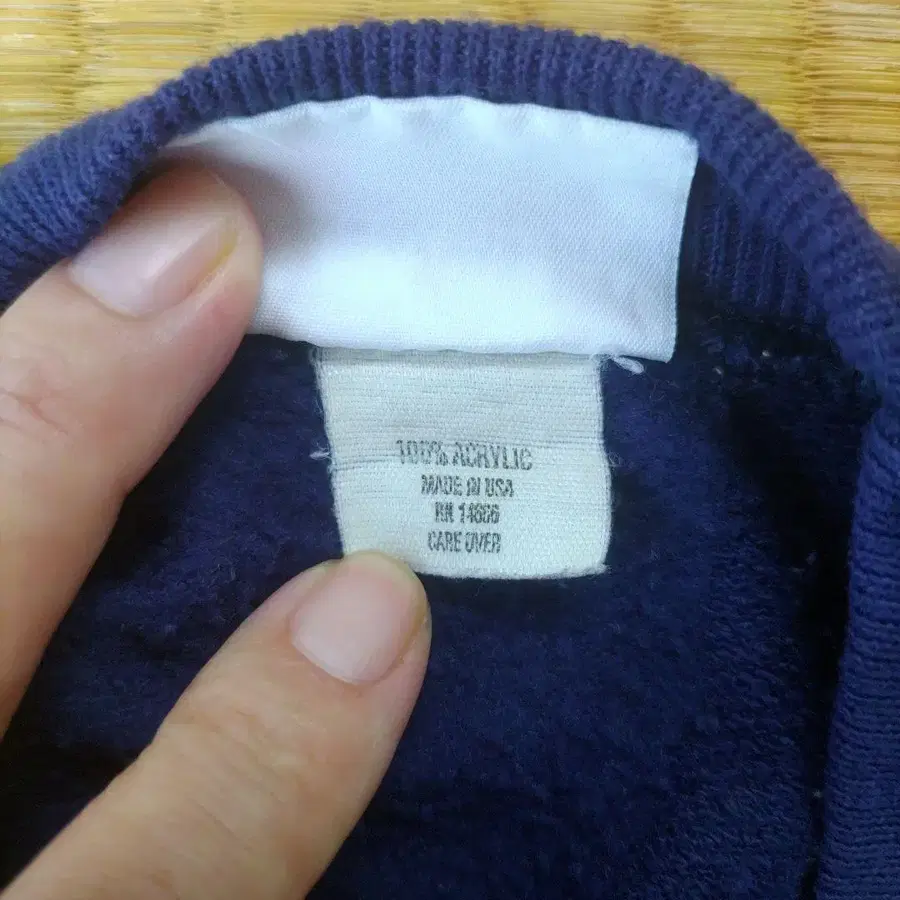 100% ACRYLIC
MADE IN USA
RN 14806
CARE OVER